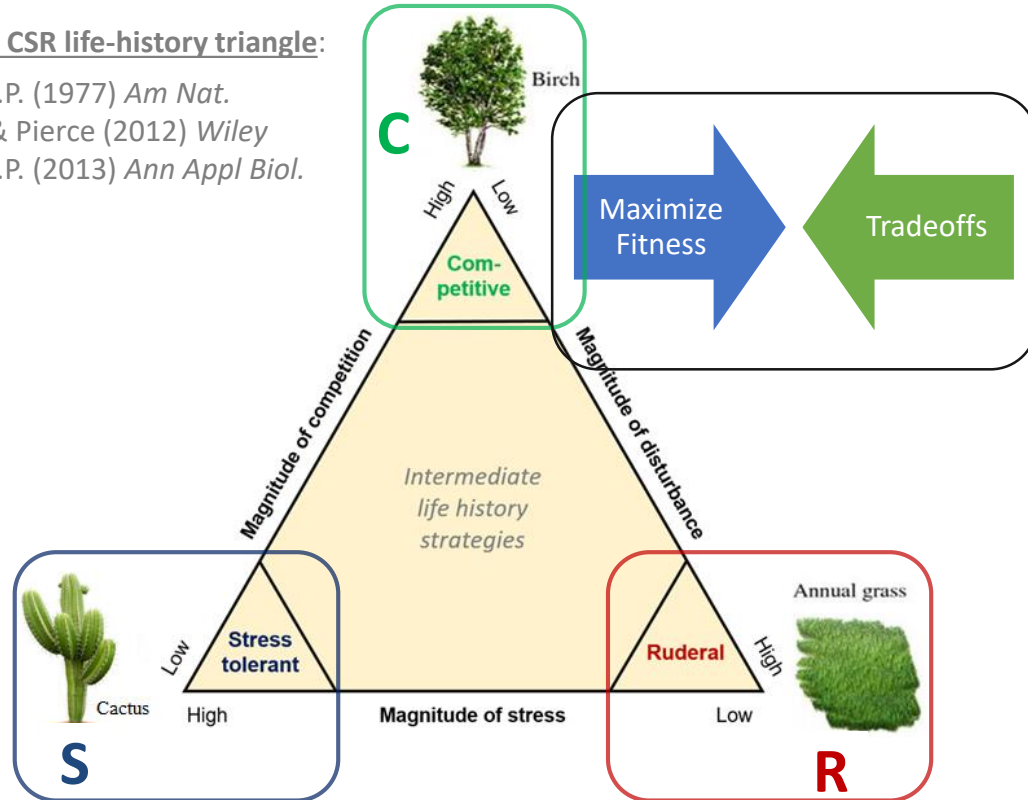 CSR life-history triangle:
.P. (1977) Am Nat.
& Pierce (2012) Wiley
.P. (2013) Ann Appl Biol.
Birch
C
High
Low
Maximize
Fitness
Tradeoffs
Com-
petitive
Magnitude of competition
Magnitude of disturbance
Intermediate
life history
strategies
Annual grass
Stress
tolerant
Ruderal
Low
High
Cactus
High
Magnitude of stress
Low
S
R